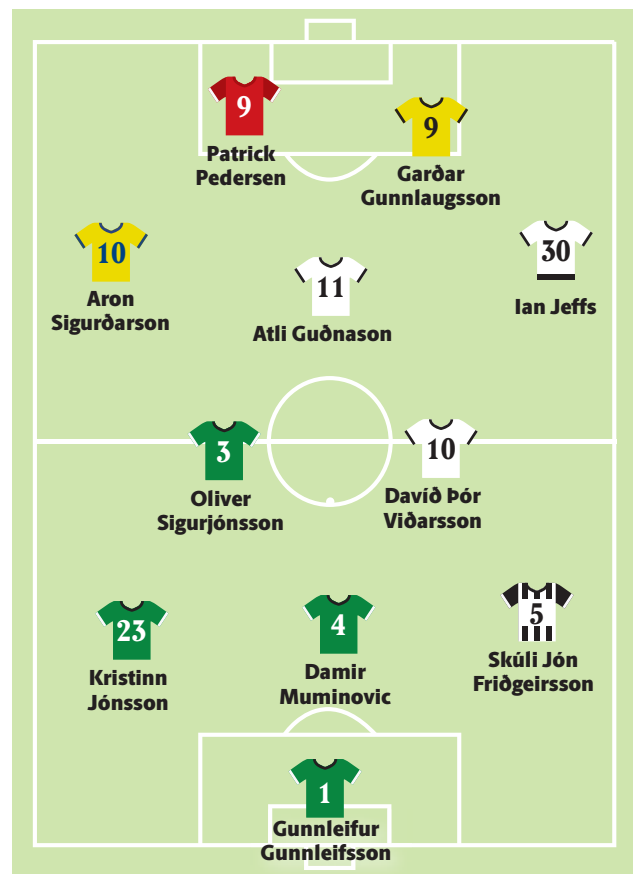 9
Patrick
Pedersen
9
Garðar
Gunnlaugsson
10
Aron
Sigurðarson
11
Atli Guðnason
30
Ian Jeffs
3
Oliver
Sigurjónsson
10
Davíð Þór
Viðarsson
23
Kristinn
Jónsson
4
Damir
Muminovic
5
Skúli Jón
Friðgeirsson
1
Gunnleifur
Gunnleifsson